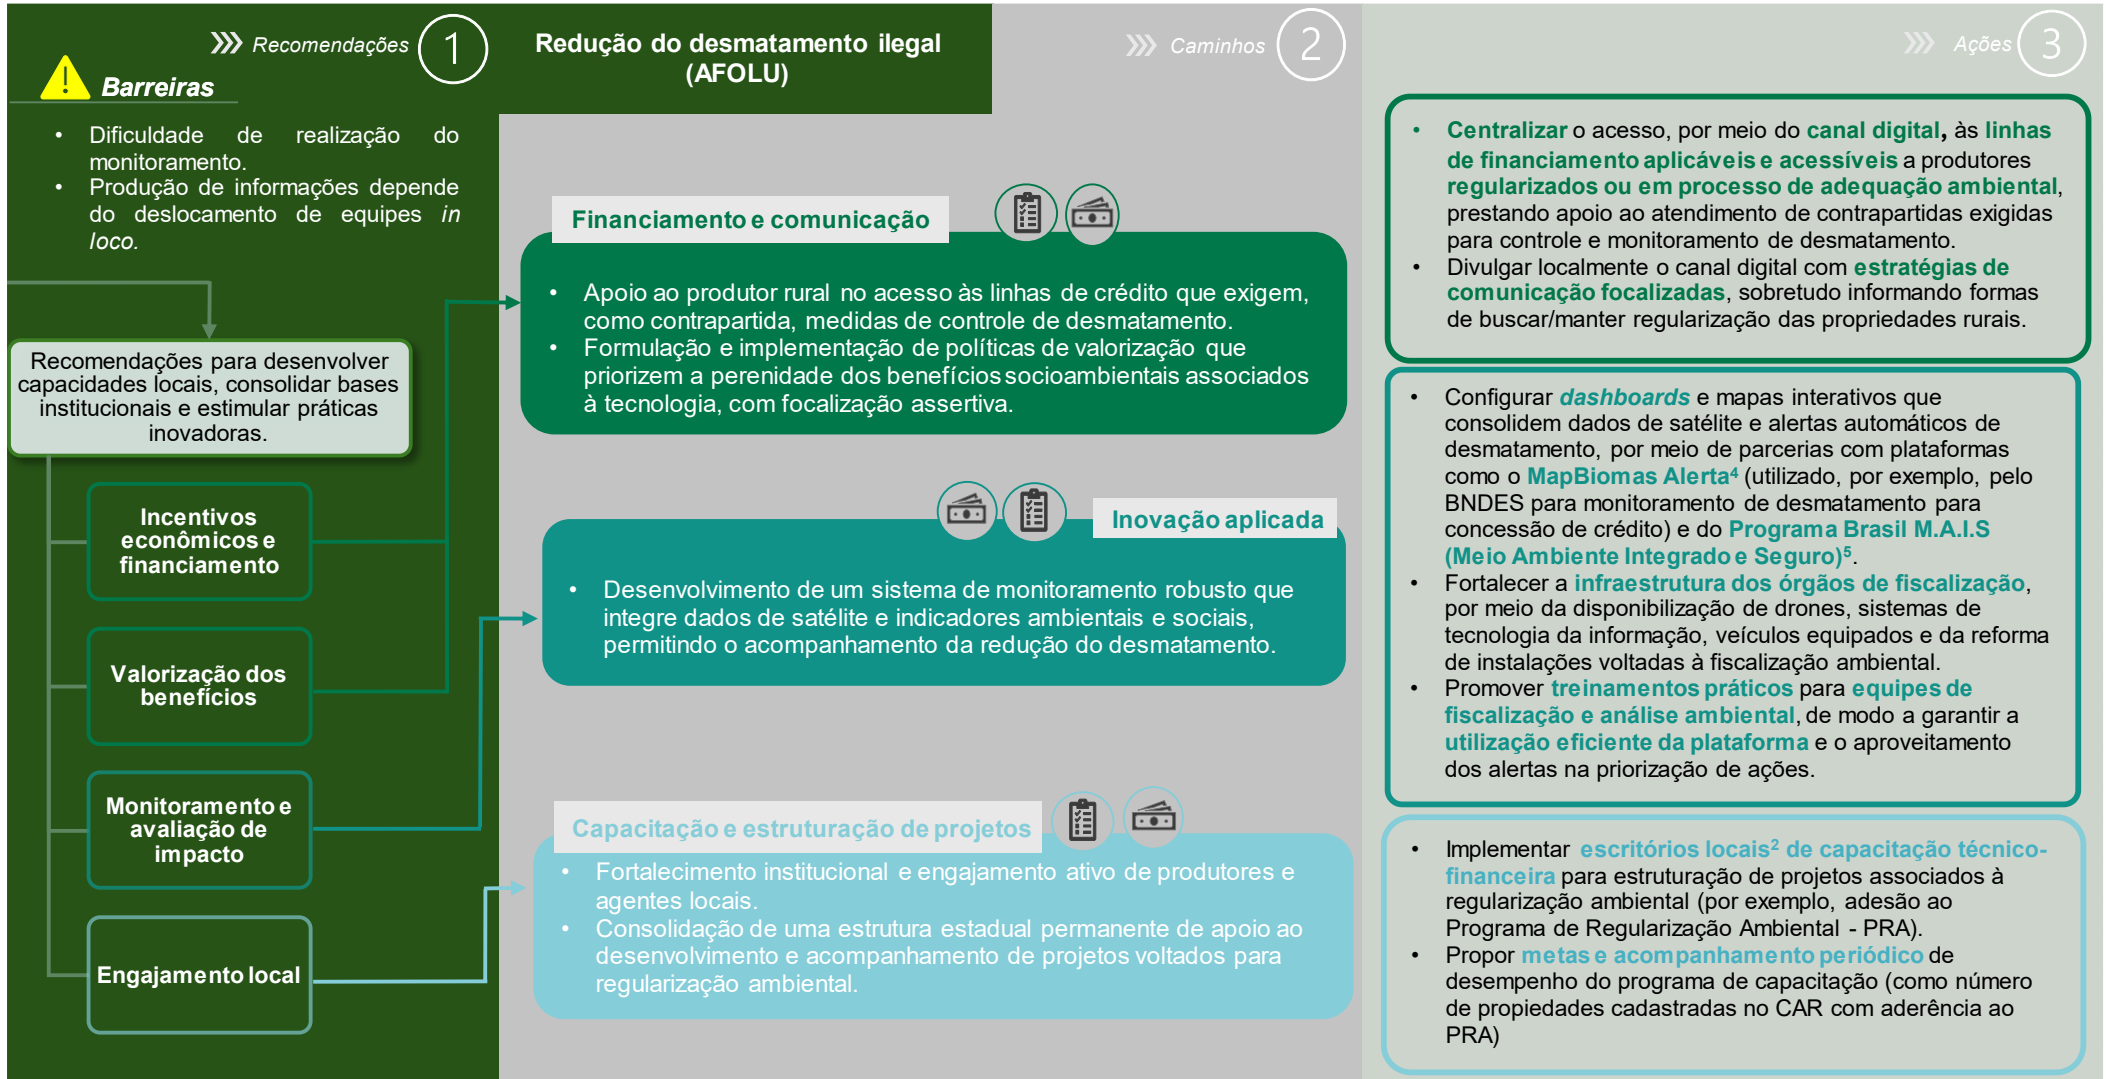 Recomendações 1
Barreiras
• Dificuldade de realização do
monitoramento.
• Produção de informações depende
do deslocamento de equipes in
loco.
Recomendações para desenvolver
capacidades locais, consolidar bases
institucionais e estimular práticas
inovadoras.
Incentivos
econômicos e
financiamento
Valorização dos
benefícios
Monitoramento e
avaliação de
impacto
Engajamento local
Redução do desmatamento ilegal
(AFOLU)
Caminhos 2
Financiamento e comunicação
• Apoio ao produtor rural no acesso às linhas de crédito que exigem,
como contrapartida, medidas de controle de desmatamento.
• Formulação e implementação de políticas de valorização que
priorizem a perenidade dos benefícios socioambientais associados
à tecnologia, com focalização assertiva.
Inovação aplicada
• Desenvolvimento de um sistema de monitoramento robusto que
integre dados de satélite e indicadores ambientais e sociais,
permitindo o acompanhamento da redução do desmatamento.
Capacitação e estruturação de projetos
• Fortalecimento institucional e engajamento ativo de produtores e
agentes locais.
• Consolidação de uma estrutura estadual permanente de apoio ao
desenvolvimento e acompanhamento de projetos voltados para
regularização ambiental.
Ações 3
• Centralizar o acesso, por meio do canal digital, às linhas
de financiamento aplicáveis e acessíveis a produtores
regularizados ou em processo de adequação ambiental,
prestando apoio ao atendimento de contrapartidas exigidas
para controle e monitoramento de desmatamento.
• Divulgar localmente o canal digital com estratégias de
comunicação focalizadas, sobretudo informando formas
de buscar/manter regularização das propriedades rurais.
• Configurar dashboards e mapas interativos que
consolidem dados de satélite e alertas automáticos de
desmatamento, por meio de parcerias com plataformas
como o MapBiomas Alerta⁴ (utilizado, por exemplo, pelo
BNDES para monitoramento de desmatamento para
concessão de crédito) e do Programa Brasil M.A.I.S
(Meio Ambiente Integrado e Seguro)⁵.
• Fortalecer a infraestrutura dos órgãos de fiscalização,
por meio da disponibilização de drones, sistemas de
tecnologia da informação, veículos equipados e da reforma
de instalações voltadas à fiscalização ambiental.
• Promover treinamentos práticos para equipes de
fiscalização e análise ambiental, de modo a garantir a
utilização eficiente da plataforma e o aproveitamento
dos alertas na priorização de ações.
• Implementar escritórios locais² de capacitação técnico-
financeira para estruturação de projetos associados à
regularização ambiental (por exemplo, adesão ao
Programa de Regularização Ambiental - PRA).
• Propor metas e acompanhamento periódico de
desempenho do programa de capacitação (como número
de propiedades cadastradas no CAR com aderência ao
PRA)